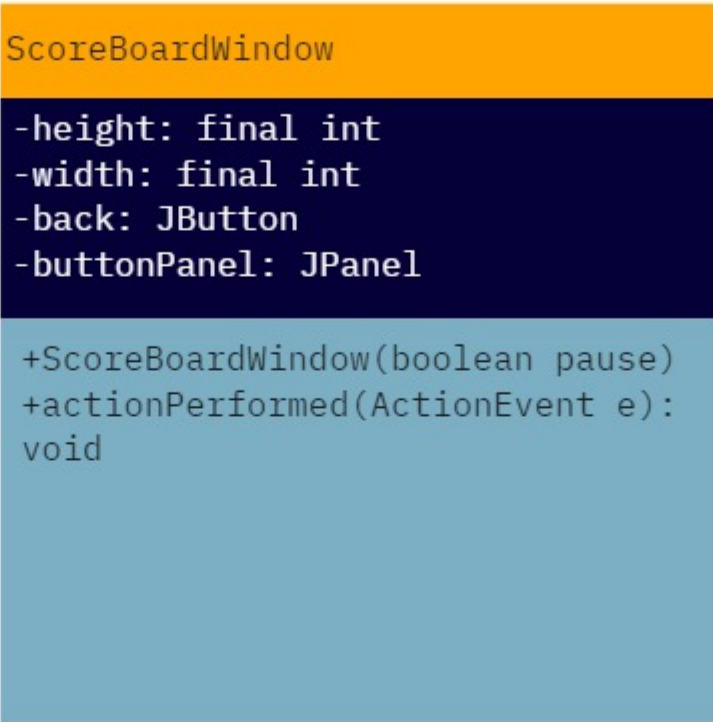 ScoreBoardWindow
-height: final int
-width: final int
-back: JButton
-buttonPanel: JPanel
+ScoreBoardWindow(boolean pause)
+actionPerformed(ActionEvent e):
void